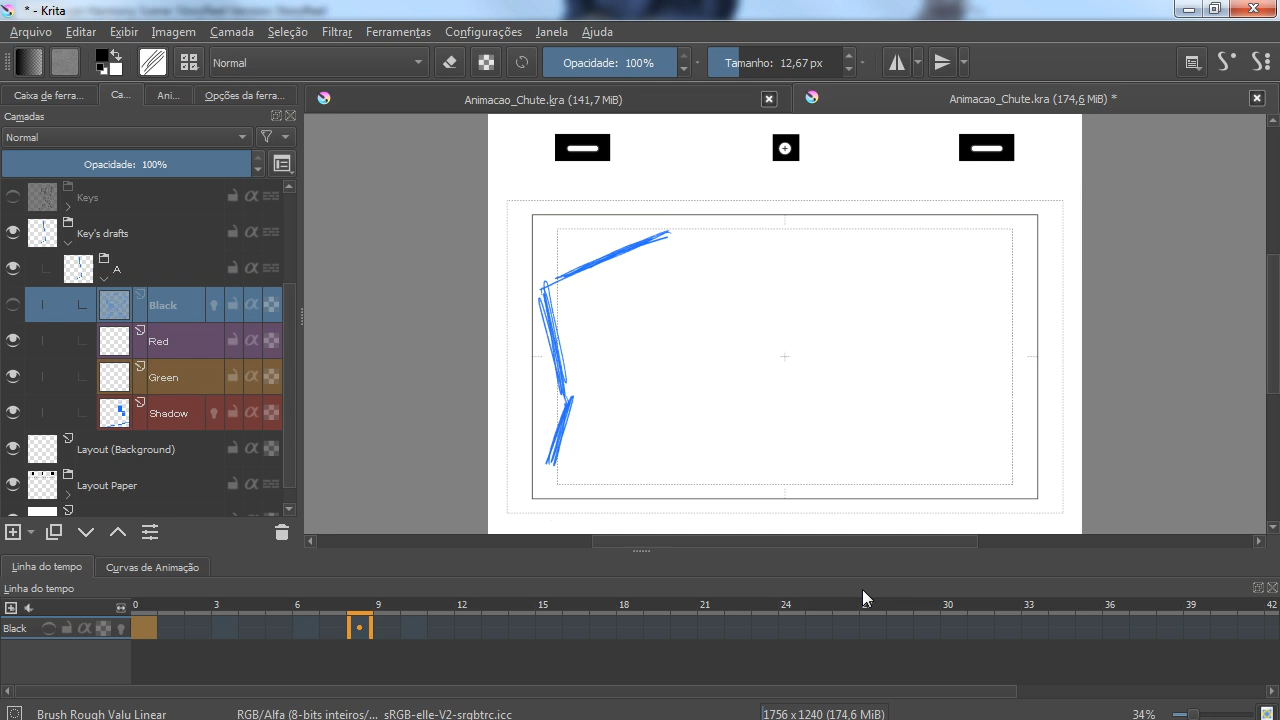 * - Krita
Arquivo Editar Exibir Imagem Camada Seleção Filtrar Ferramentas Configurações Janela Ajuda
Normal Opacidade: 100% Tamanho: 12,67 px
Caixa de ferra... Ca... Ani... Opções da ferra... Animacao_Chute.kra (141,7 MiB) Animacao_Chute.kra (174,6 MiB) *
Camadas
Normal
Opacidade: 100%
Keys
Key's drafts
A
Black
Red
Green
Shadow
Layout (Background)
Layout Paper
Linha do tempo Curvas de Animação
Linha do tempo
0 3 6 9 12 15 18 21 24 30 33 36 39 42
Black
Brush Rough Valu Linear RGB/Alfa (8-bits inteiros/... sRGB-elle-V2-srgbtrc.icc 1756 x 1240 (174,6 MiB) 34%